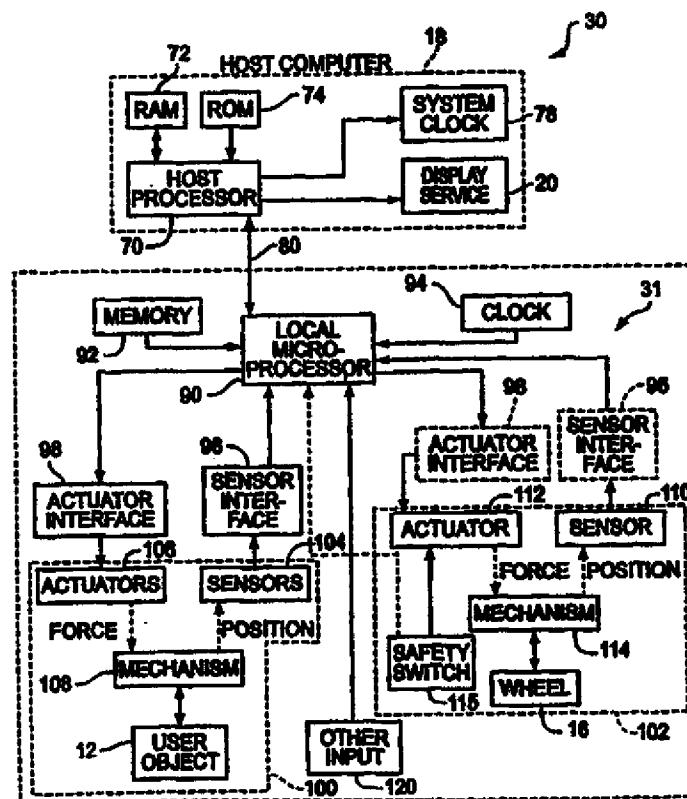 30
18
HOST COMPUTER
72
74
RAM
ROM
SYSTEM
CLOCK
78
HOST
PROCESSOR
DISPLAY
SERVICE
20
70
80
31
94
MEMORY
CLOCK
92
LOCAL
MICRO-
PROCESSOR
90
98
96
98
96
ACTUATOR
INTERFACE
SENSOR
INTER-
FACE
ACTUATOR
INTERFACE
SENSOR
INTER-
FACE
112
110
106
104
ACTUATOR
SENSOR
ACTUATORS
SENSORS
FORCE
POSITION
FORCE
POSITION
MECHANISM
114
MECHANISM
108
SAFETY
SWITCH
115
WHEEL
16
102
12
USER
OBJECT
100
OTHER
INPUT
120